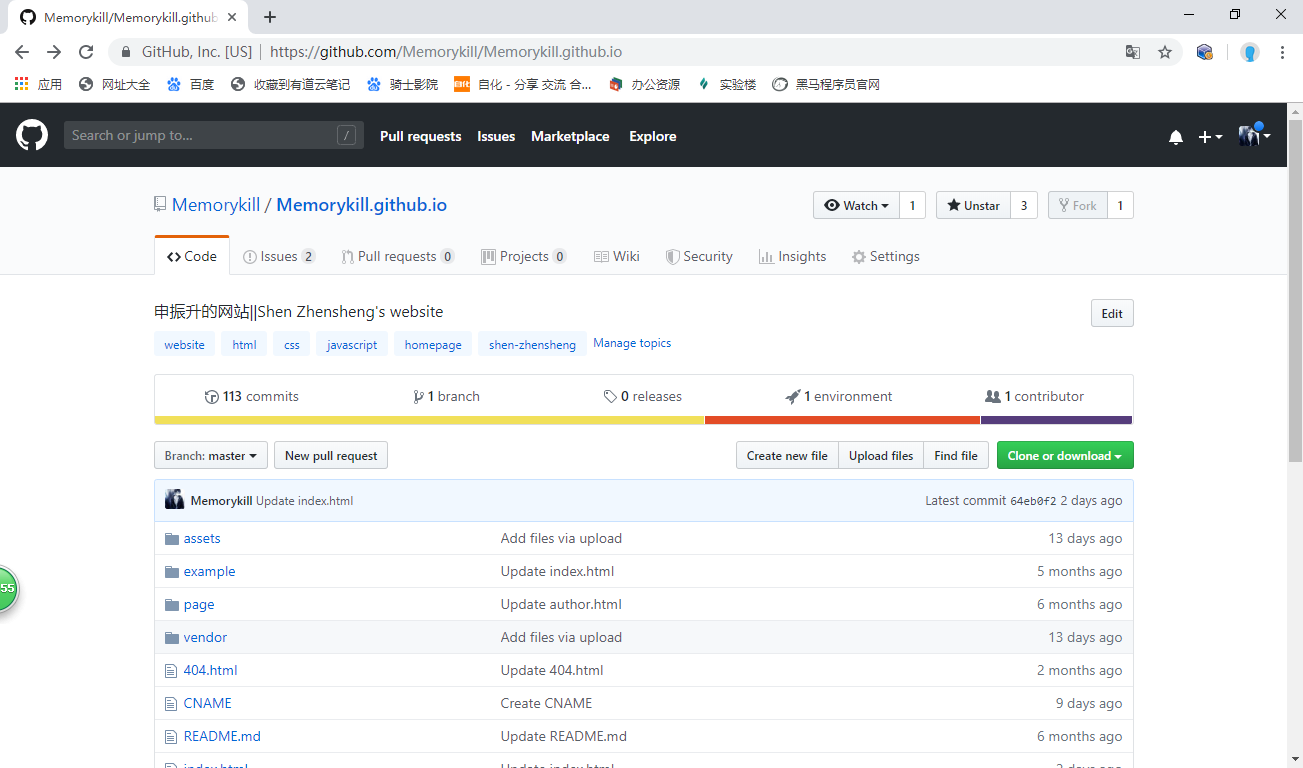 Memorykill/Memorykill.github
GitHub, Inc. [US] | https://github.com/Memorykill/Memorykill.github.io
应用 网址大全 百度 收藏到有道云笔记 骑士影院 自化 - 分享 交流 合... 办公资源 实验楼 黑马程序员官网
Search or jump to... / Pull requests Issues Marketplace Explore
Memorykill / Memorykill.github.io Watch 1 Unstar 3 Fork 1
Code Issues 2 Pull requests 0 Projects 0 Wiki Security Insights Settings
申振升的网站||Shen Zhensheng's website Edit
website html css javascript homepage shen-zhensheng Manage topics
113 commits 1 branch 0 releases 1 environment 1 contributor
Branch: master New pull request Create new file Upload files Find file Clone or download
Memorykill Update index.html Latest commit 64eb0f2 2 days ago
assets Add files via upload 13 days ago
example Update index.html 5 months ago
page Update author.html 6 months ago
vendor Add files via upload 13 days ago
404.html Update 404.html 2 months ago
CNAME Create CNAME 9 days ago
README.md Update README.md 6 months ago
index.html Update index.html 2 days ago
55